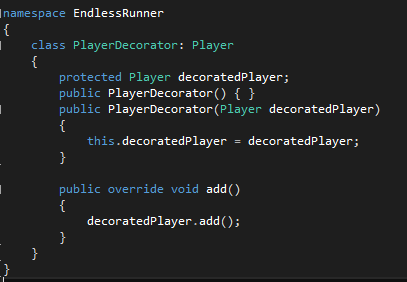 namespace EndlessRunner
{
    class PlayerDecorator: Player
    {
        protected Player decoratedPlayer;
        public PlayerDecorator() { }
        public PlayerDecorator(Player decoratedPlayer)
        {
            this.decoratedPlayer = decoratedPlayer;
        }

        public override void add()
        {
            decoratedPlayer.add();
        }
    }
}